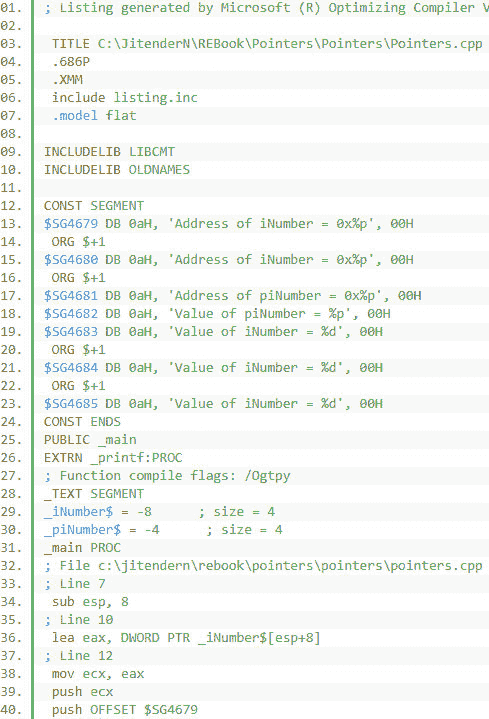 01. ; Listing generated by Microsoft (R) Optimizing Compiler V
02.
03. TITLE C:\JitenderN\REBook\Pointers\Pointers\Pointers.cpp
04. .686P
05. .XMM
06. include listing.inc
07. .model flat
08.
09. INCLUDELIB LIBCMT
10. INCLUDELIB OLDNAMES
11.
12. CONST SEGMENT
13. $SG4679 DB 0aH, 'Address of iNumber = 0x%p', 00H
14. ORG $+1
15. $SG4680 DB 0aH, 'Address of iNumber = 0x%p', 00H
16. ORG $+1
17. $SG4681 DB 0aH, 'Address of piNumber = 0x%p', 00H
18. $SG4682 DB 0aH, 'Value of piNumber = %p', 00H
19. $SG4683 DB 0aH, 'Value of iNumber = %d', 00H
20. ORG $+1
21. $SG4684 DB 0aH, 'Value of iNumber = %d', 00H
22. ORG $+1
23. $SG4685 DB 0aH, 'Value of iNumber = %d', 00H
24. CONST ENDS
25. PUBLIC _main
26. EXTRN _printf:PROC
27. ; Function compile flags: /Ogtpy
28. _TEXT SEGMENT
29. _iNumber$ = -8 ; size = 4
30. _piNumber$ = -4 ; size = 4
31. _main PROC
32. ; File c:\jitendern\rebook\pointers\pointers\pointers.cpp
33. ; Line 7
34. sub esp, 8
35. ; Line 10
36. lea eax, DWORD PTR _iNumber$[esp+8]
37. ; Line 12
38. mov ecx, eax
39. push ecx
40. push OFFSET $SG4679